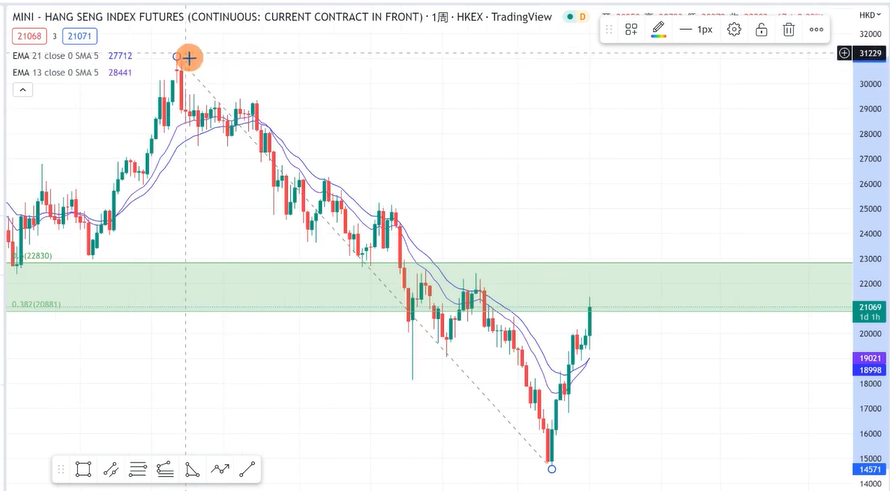 MINI - HANG SENG INDEX FUTURES (CONTINUOUS: CURRENT CONTRACT IN FRONT) · 1周 · HKEX · TradingView
D
HKD
21068 3 21071
1px
EMA 21 close 0 SMA 5 27712
EMA 13 close 0 SMA 5 28441
32000
31229
30000
29000
28000
27000
26000
25000
24000
23000
22000
21069
1d 1h
20000
19021
18998
18000
17000
16000
15000
14571
14000
(22830)
0.382(20881)